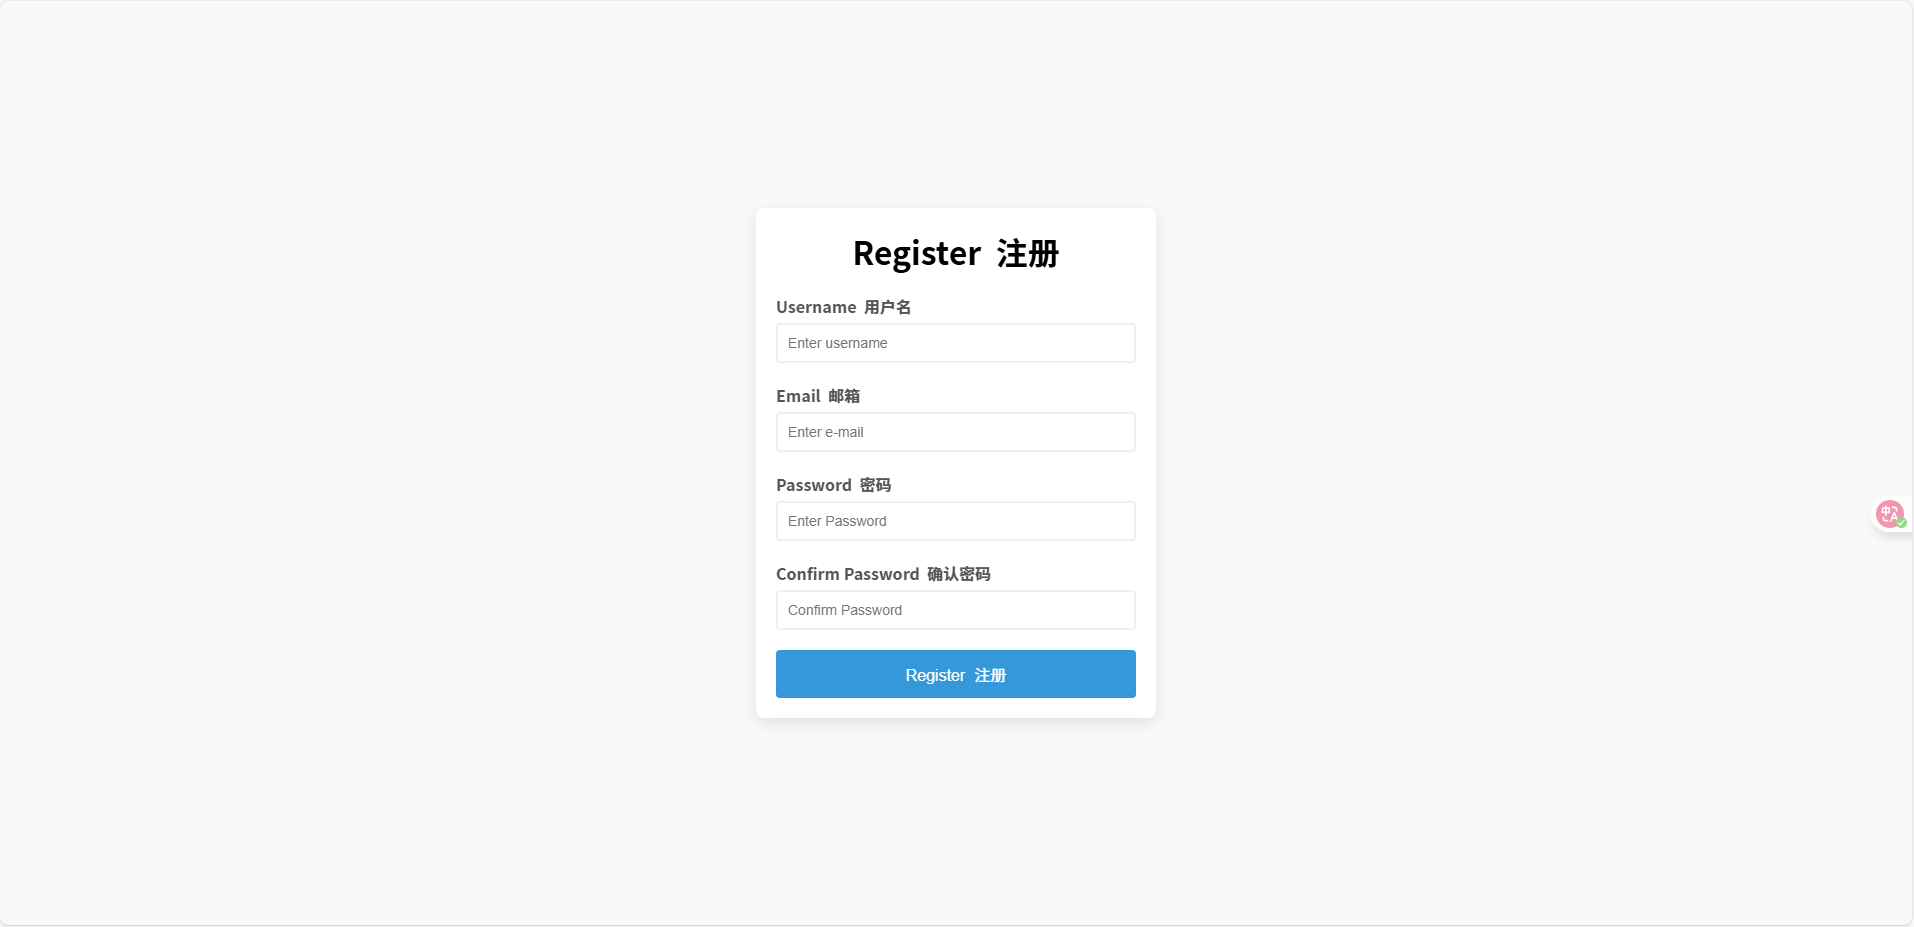 Register 注册
Username 用户名
Enter username
Email 邮箱
Enter e-mail
Password 密码
Enter Password
Confirm Password 确认密码
Confirm Password
Register 注册